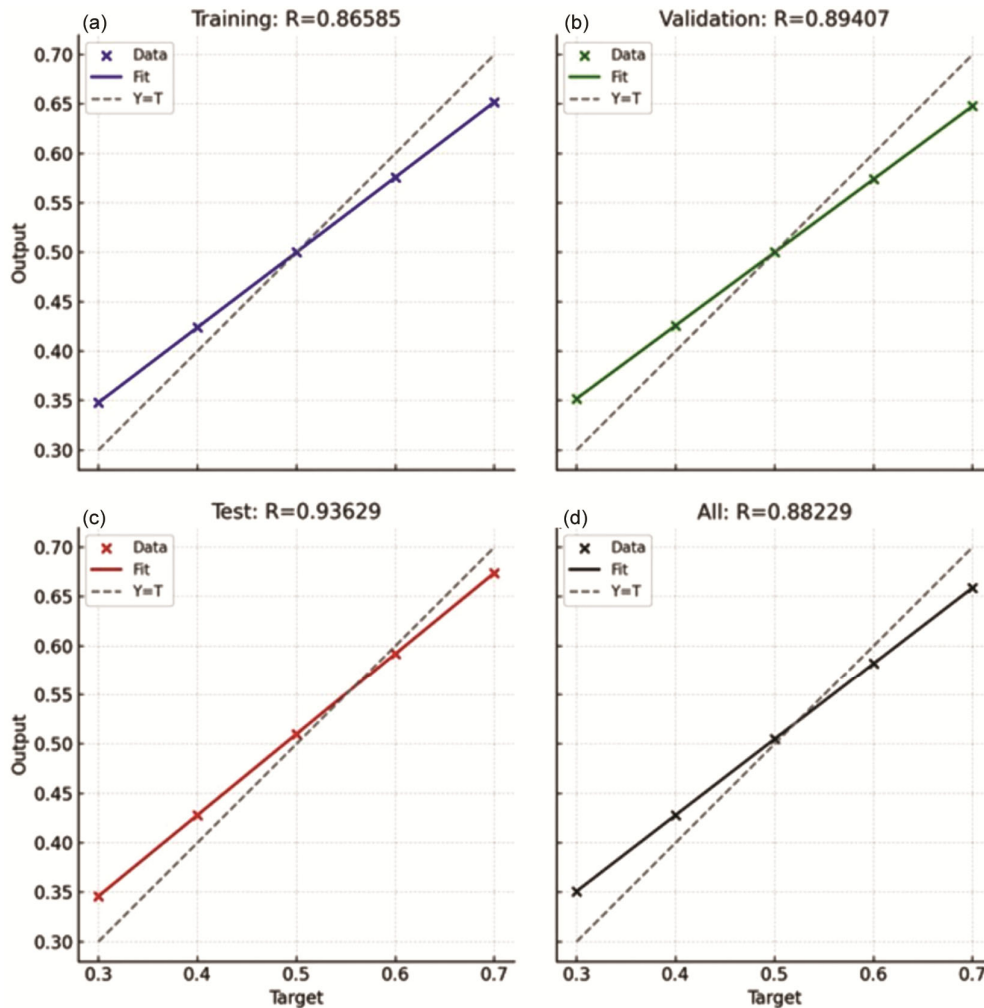 (a) Training: R=0.86585
Data
Fit
Y=T
0.70
0.65
0.60
0.55
0.50
0.45
0.40
0.35
0.30
Output
(b) Validation: R=0.89407
Data
Fit
Y=T
(c) Test: R=0.93629
Data
Fit
Y=T
0.70
0.65
0.60
0.55
0.50
0.45
0.40
0.35
0.30
Output
0.3 0.4 0.5 0.6 0.7
Target
(d) All: R=0.88229
Data
Fit
Y=T
0.3 0.4 0.5 0.6 0.7
Target